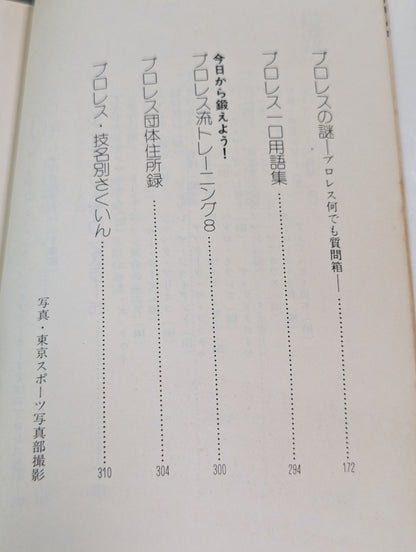 プロレスの謎—プロレス何でも質問箱—……172
プロレス一口用語集……294
今日から鍛えよう！
プロレス流トレーニング8……300
プロレス団体住所録……304
プロレス・技名別さくいん……310
写真・東京スポーツ写真部撮影